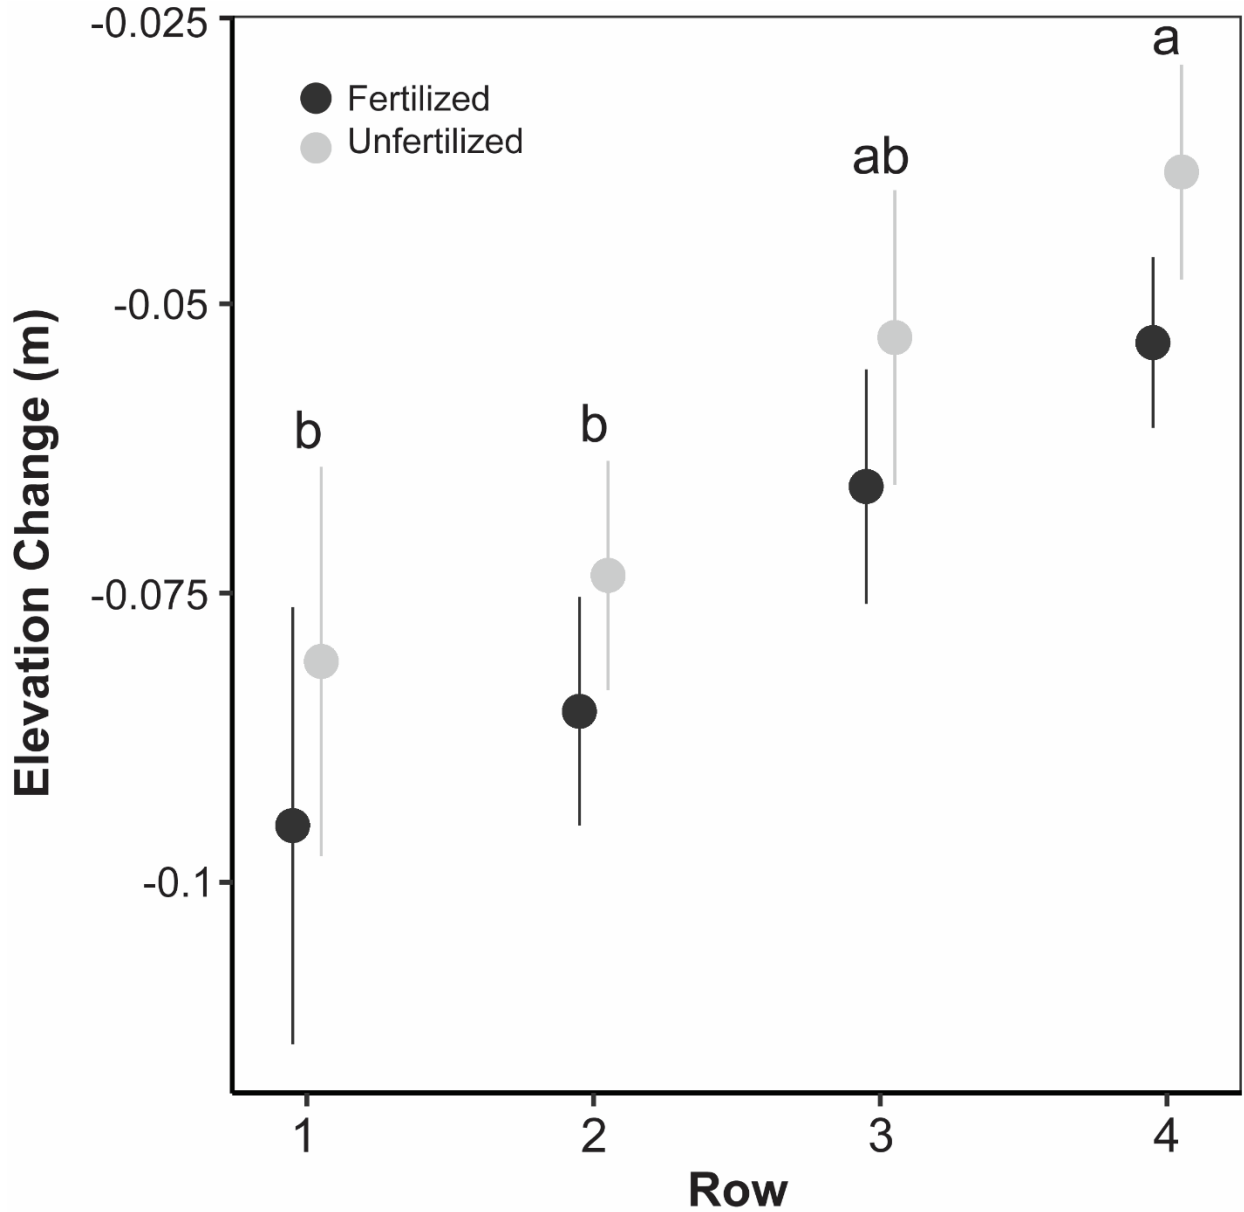 -0.025
a
Fertilized
Unfertilized
ab
-0.05
b
b
-0.075
-0.1
Elevation Change (m)
1 2 3 4
Row